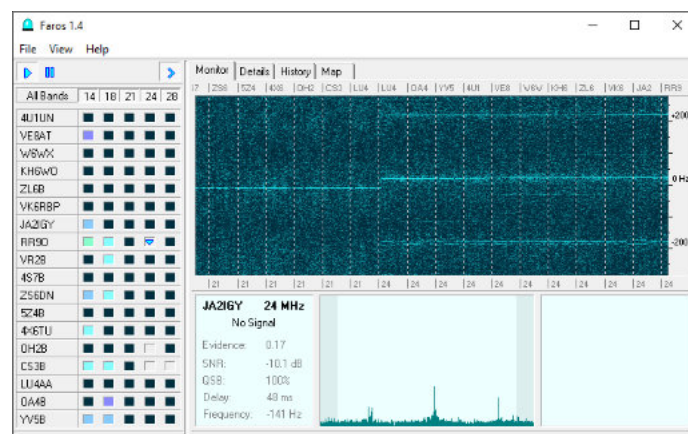 Faros 1.4
File View Help
All Bands 14 18 21 24 28
4U1UN
VE8AT
W6WX
KH6WO
ZL6B
VK6RBP
JA2IGY
RR9O
VR2B
4S7B
ZS6DN
5Z4B
4X6TU
OH2B
CS3B
LU4AA
OA4B
YV5B
Monitor Details History Map
ZS6 5Z4 4X6 OH2 CS3 LU4 LU4 OA4 YV5 4U1 VE8 W6W KH6 ZL6 VK6 JA2 RR9
+200
0 Hz
-200
21 21 21 21 21 21 24 24 24 24 24 24 24 24 24 24 24
JA2IGY 24 MHz
No Signal
Evidence: 0.17
SNR: -10.1 dB
QSB: 100%
Delay: 48 ms
Frequency: -141 Hz